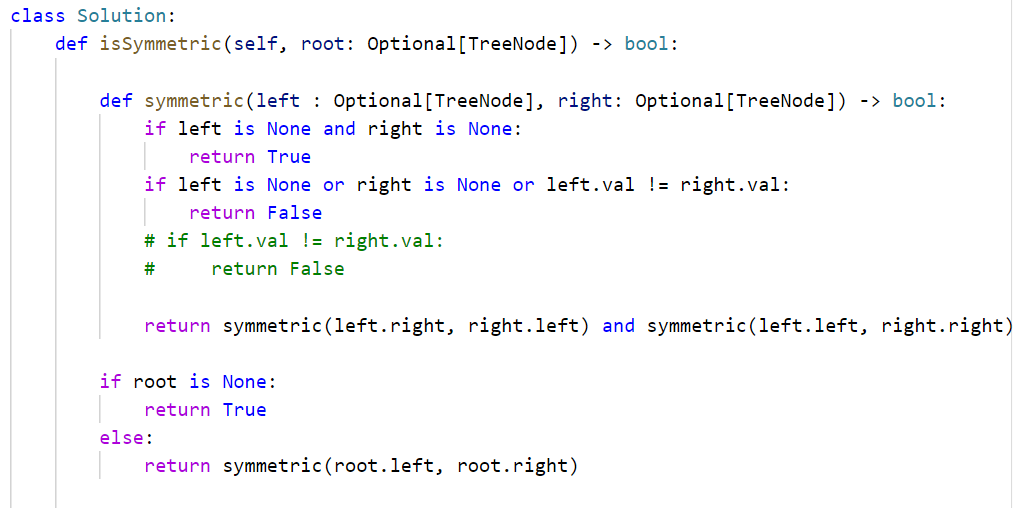 class Solution:
    def isSymmetric(self, root: Optional[TreeNode]) -> bool:
        def symmetric(left : Optional[TreeNode], right: Optional[TreeNode]) -> bool:
            if left is None and right is None:
                return True
            if left is None or right is None or left.val != right.val:
                return False
            # if left.val != right.val:
            #     return False
            return symmetric(left.right, right.left) and symmetric(left.left, right.right)
        if root is None:
            return True
        else:
            return symmetric(root.left, root.right)